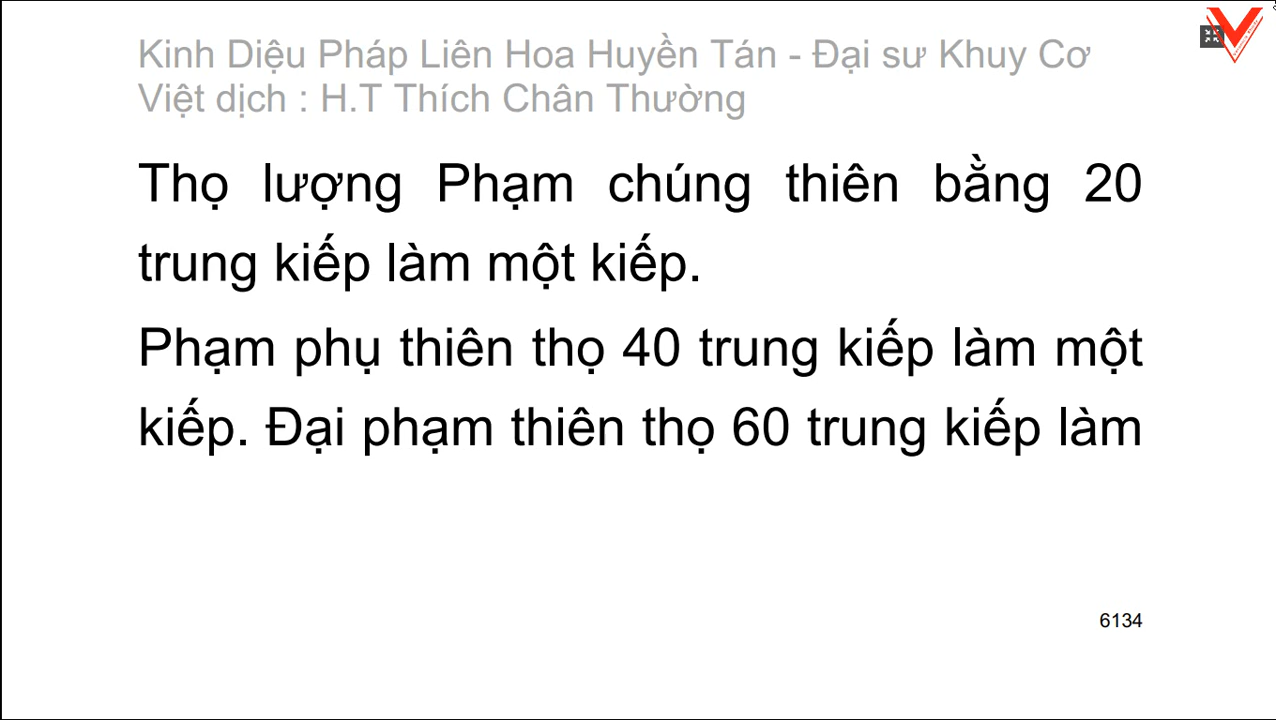 Kinh Diệu Pháp Liên Hoa Huyền Tán - Đại sư Khuy Cơ
Việt dịch : H.T Thích Chân Thường
Thọ lượng Phạm chúng thiên bằng 20
trung kiếp làm một kiếp.
Phạm phụ thiên thọ 40 trung kiếp làm một
kiếp. Đại phạm thiên thọ 60 trung kiếp làm
6134